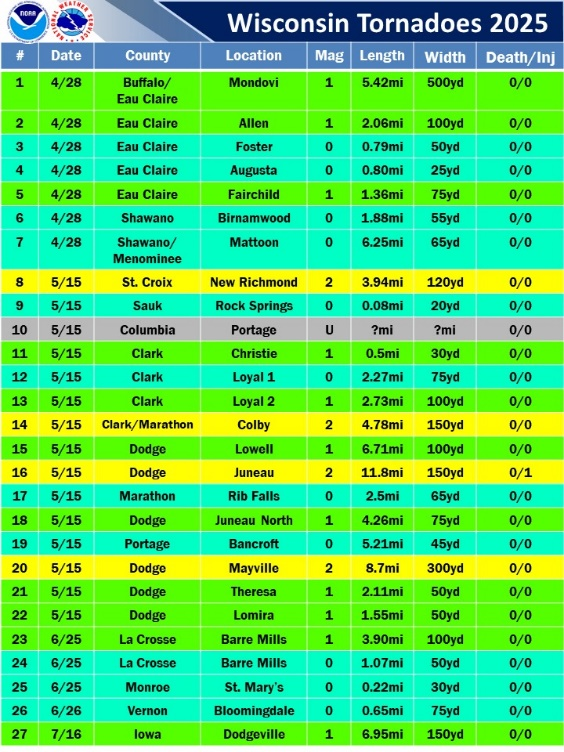 NOAA
NATIONAL WEATHER SERVICE
Wisconsin Tornadoes 2025
# Date County Location Mag Length Width Death/Inj
1 4/28 Buffalo/ Mondovi 1 5.42mi 500yd 0/0
Eau Claire
2 4/28 Eau Claire Allen 1 2.06mi 100yd 0/0
3 4/28 Eau Claire Foster 0 0.79mi 50yd 0/0
4 4/28 Eau Claire Augusta 0 0.80mi 25yd 0/0
5 4/28 Eau Claire Fairchild 1 1.36mi 75yd 0/0
6 4/28 Shawano Birnamwood 0 1.88mi 55yd 0/0
7 4/28 Shawano/ Mattoon 0 6.25mi 65yd 0/0
Menominee
8 5/15 St. Croix New Richmond 2 3.94mi 120yd 0/0
9 5/15 Sauk Rock Springs 0 0.08mi 20yd 0/0
10 5/15 Columbia Portage U ?mi ?mi 0/0
11 5/15 Clark Christie 1 0.5mi 30yd 0/0
12 5/15 Clark Loyal 1 0 2.27mi 75yd 0/0
13 5/15 Clark Loyal 2 1 2.73mi 100yd 0/0
14 5/15 Clark/Marathon Colby 2 4.78mi 150yd 0/0
15 5/15 Dodge Lowell 1 6.71mi 100yd 0/0
16 5/15 Dodge Juneau 2 11.8mi 150yd 0/1
17 5/15 Marathon Rib Falls 0 2.5mi 65yd 0/0
18 5/15 Dodge Juneau North 1 4.26mi 75yd 0/0
19 5/15 Portage Bancroft 0 5.21mi 45yd 0/0
20 5/15 Dodge Mayville 2 8.7mi 300yd 0/0
21 5/15 Dodge Theresa 1 2.11mi 50yd 0/0
22 5/15 Dodge Lomira 1 1.55mi 50yd 0/0
23 6/25 La Crosse Barre Mills 1 3.90mi 100yd 0/0
24 6/25 La Crosse Barre Mills 0 1.07mi 50yd 0/0
25 6/25 Monroe St. Mary's 0 0.22mi 30yd 0/0
26 6/26 Vernon Bloomingdale 0 0.65mi 75yd 0/0
27 7/16 Iowa Dodgeville 1 6.95mi 150yd 0/0